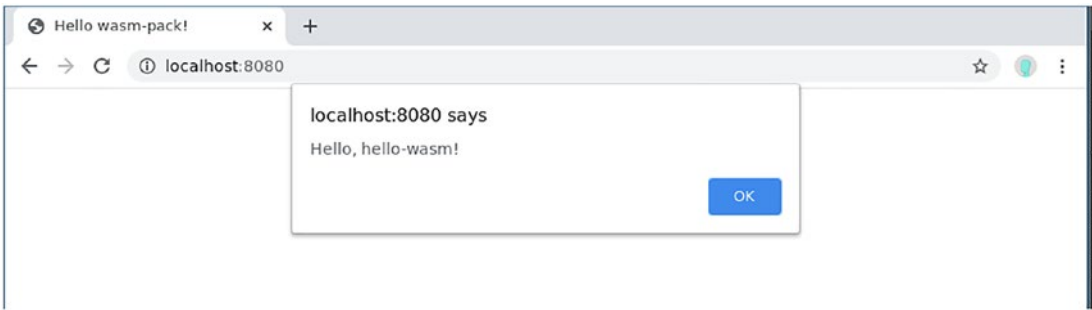 Hello wasm-pack!
localhost:8080
localhost:8080 says
Hello, hello-wasm!
OK